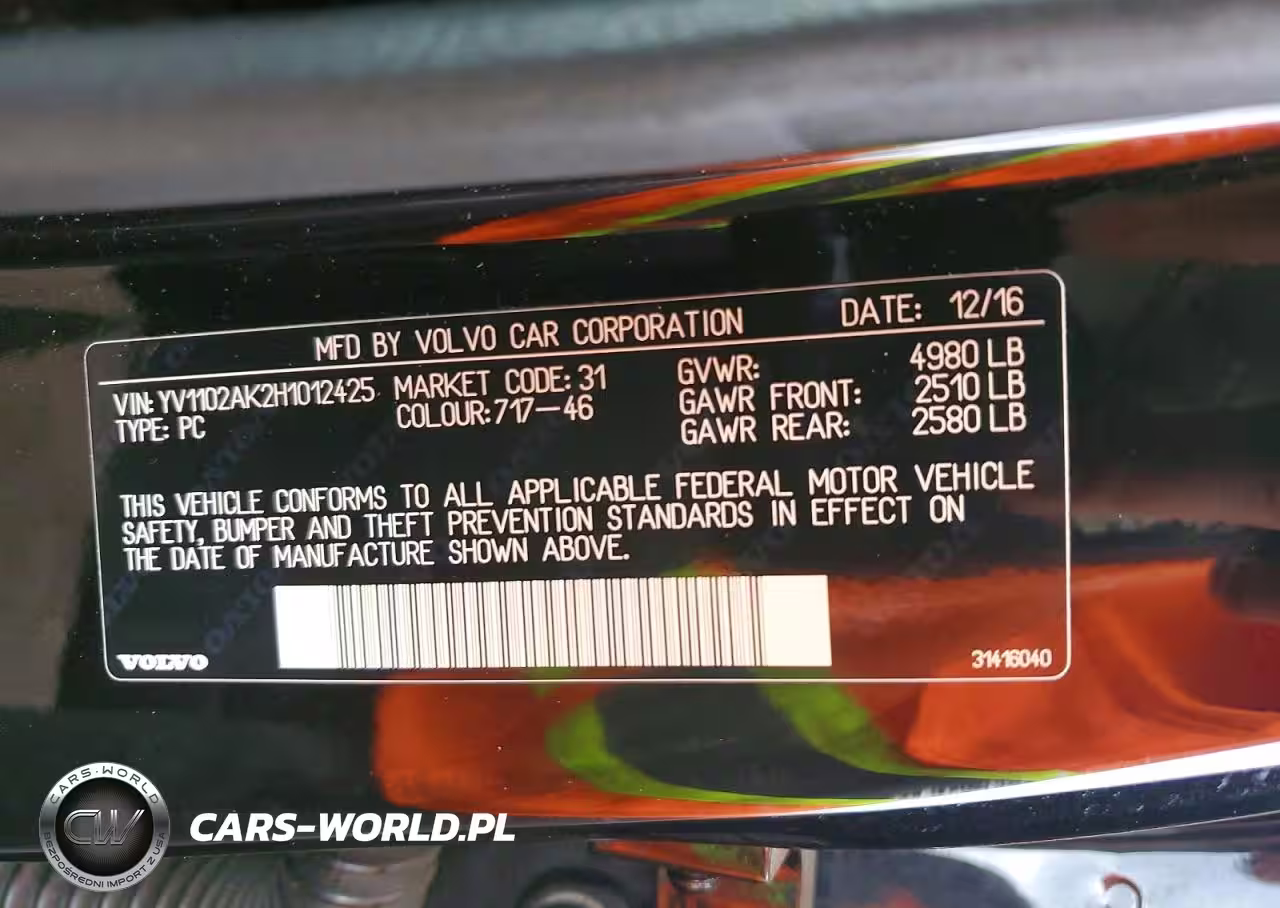 MFD BY VOLVO CAR CORPORATION DATE: 12/16
VIN: YV1102AK2H1012425 MARKET CODE: 31 GVWR: 4980 LB
TYPE: PC COLOUR: 717-46 GAWR FRONT: 2510 LB
GAWR REAR: 2580 LB
THIS VEHICLE CONFORMS TO ALL APPLICABLE FEDERAL MOTOR VEHICLE
SAFETY, BUMPER AND THEFT PREVENTION STANDARDS IN EFFECT ON
THE DATE OF MANUFACTURE SHOWN ABOVE.
VOLVO
31416040
CARS-WORLD
CW
BEZPOŚREDNI IMPORT Z USA
CARS-WORLD.PL